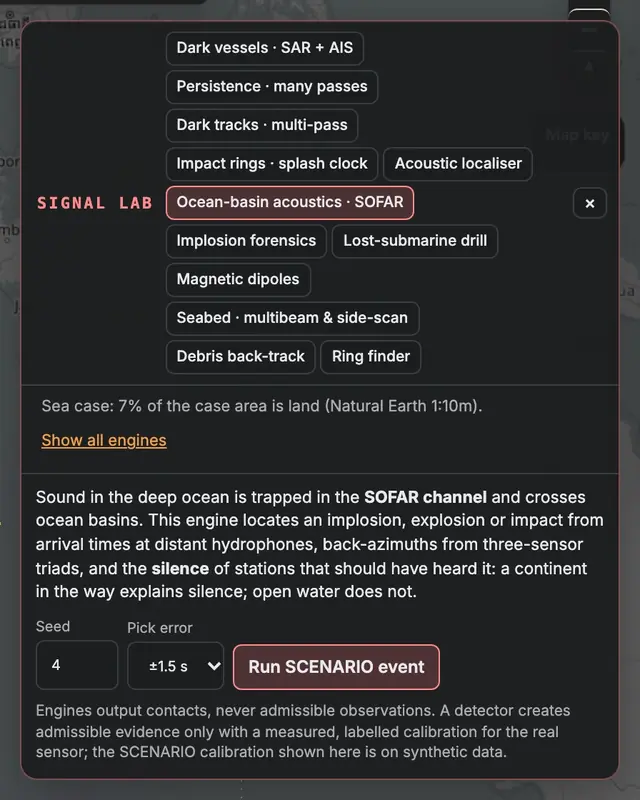 Dark vessels · SAR + AIS
Persistence · many passes
Dark tracks · multi-pass
Map key
Impact rings · splash clock
Acoustic localiser
SIGNAL LAB
Ocean-basin acoustics · SOFAR
×
Implosion forensics
Lost-submarine drill
Magnetic dipoles
Seabed · multibeam & side-scan
Debris back-track
Ring finder
Sea case: 7% of the case area is land (Natural Earth 1:10m).
Show all engines
Sound in the deep ocean is trapped in the SOFAR channel and crosses
ocean basins. This engine locates an implosion, explosion or impact from
arrival times at distant hydrophones, back-azimuths from three-sensor
triads, and the silence of stations that should have heard it: a continent
in the way explains silence; open water does not.
Seed
Pick error
4
±1.5 s
Run SCENARIO event
Engines output contacts, never admissible observations. A detector creates
admissible evidence only with a measured, labelled calibration for the real
sensor; the SCENARIO calibration shown here is on synthetic data.